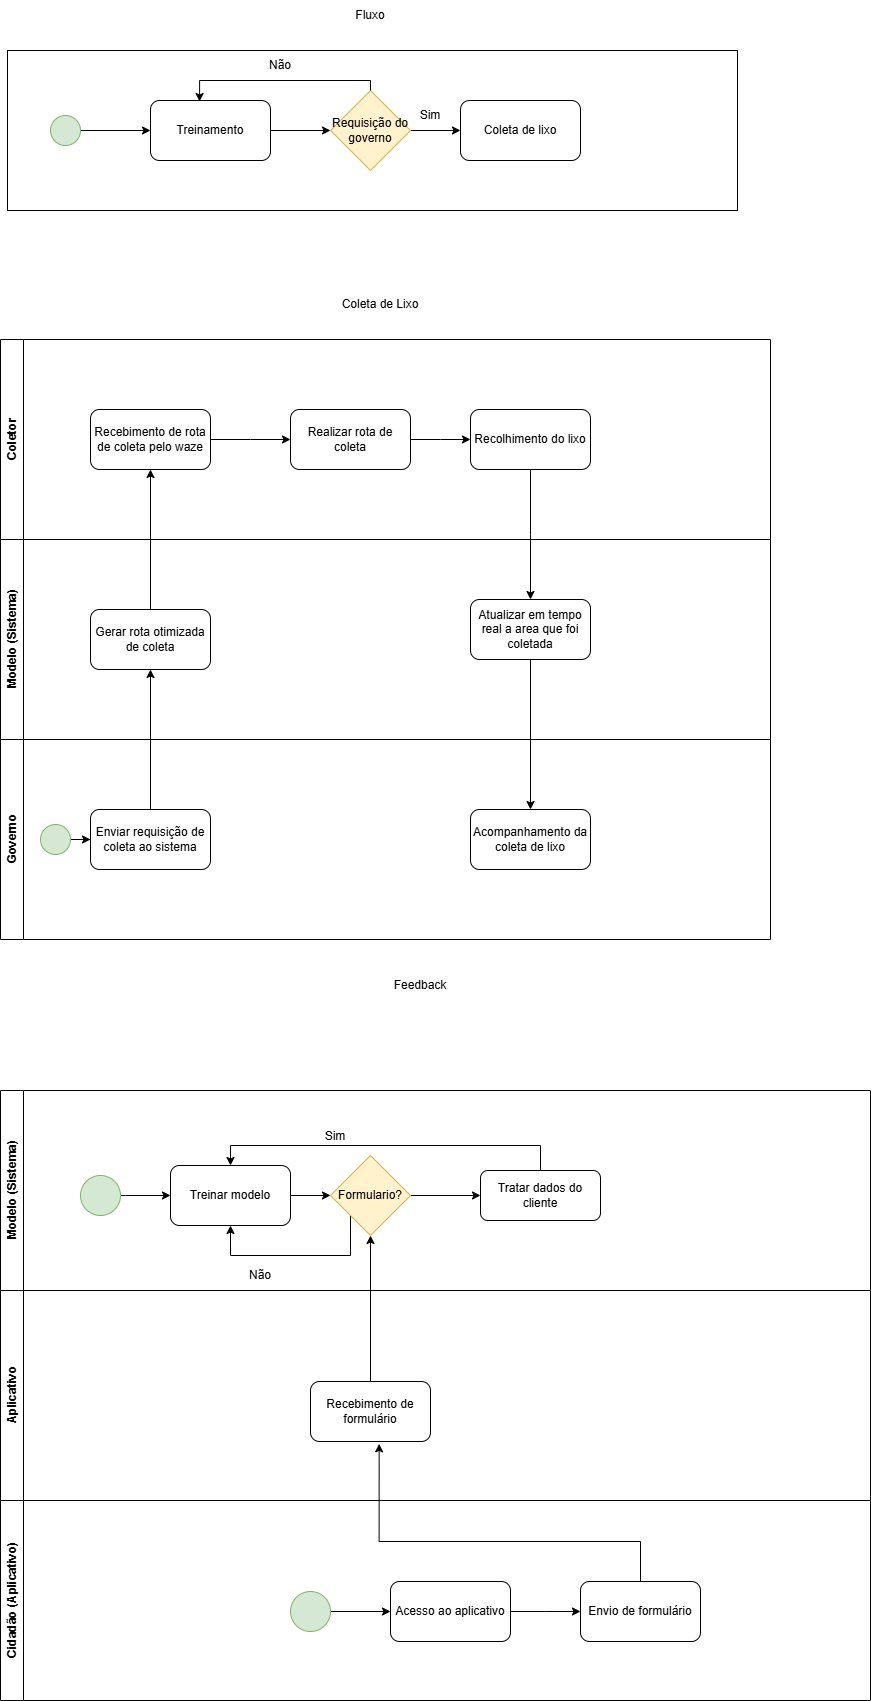 Fluxo
Não
Treinamento
Requisição do
governo
Sim
Coleta de lixo
Coleta de Lixo
Coletor
Recebimento de rota
de coleta pelo waze
Realizar rota de
coleta
Recolhimento do lixo
Modelo (Sistema)
Gerar rota otimizada
de coleta
Atualizar em tempo
real a area que foi
coletada
Governo
Enviar requisição de
coleta ao sistema
Acompanhamento da
coleta de lixo
Feedback
Modelo (Sistema)
Sim
Treinar modelo
Formulario?
Tratar dados do
cliente
Não
Aplicativo
Recebimento de
formulário
Cidadão (Aplicativo)
Acesso ao aplicativo
Envio de formulário